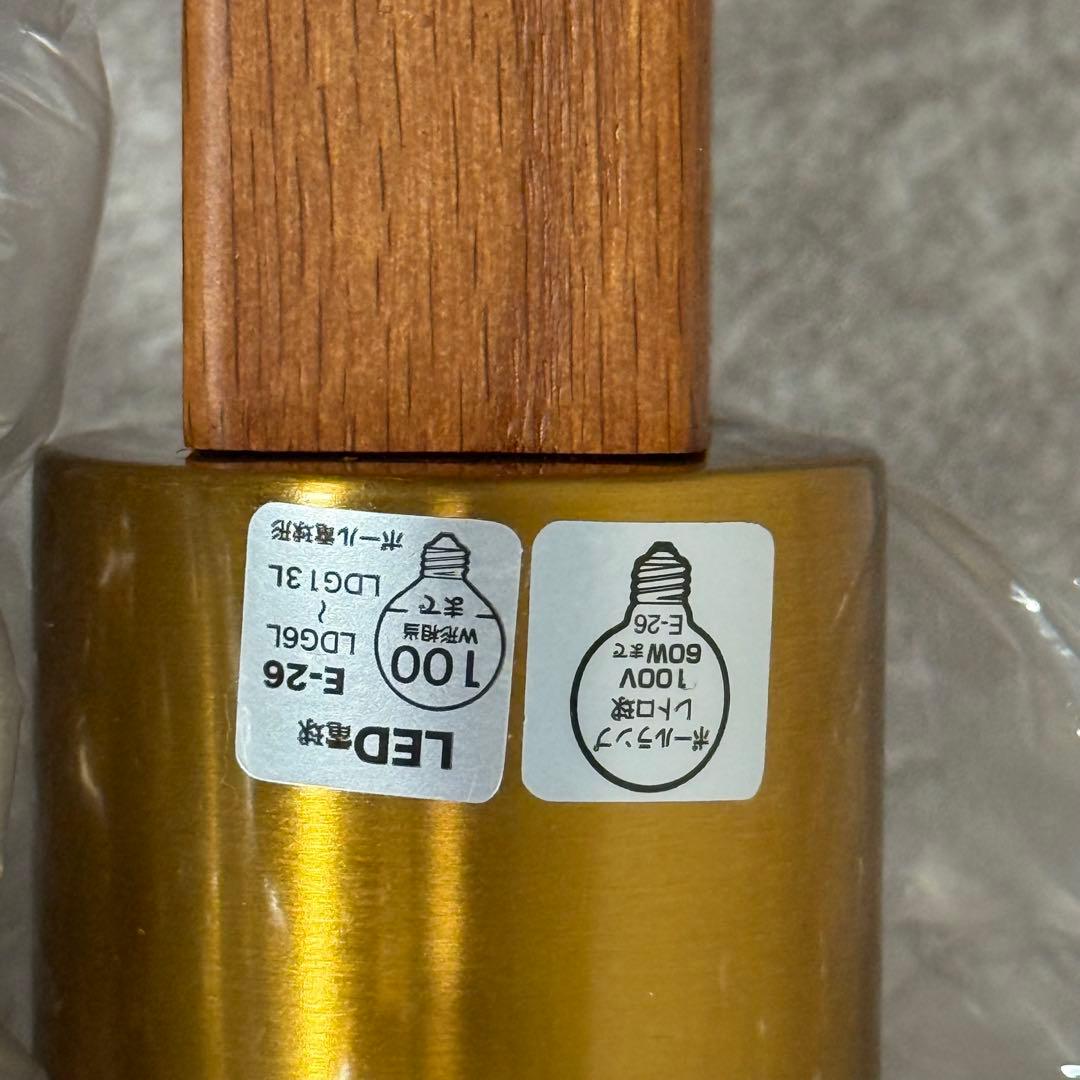 LED電球
E-26
LDG6L
～
LDG13L
ボール電球形
100
W形相当
まで
ボールランプ
レトロ球
100V
60Wまで
E-26